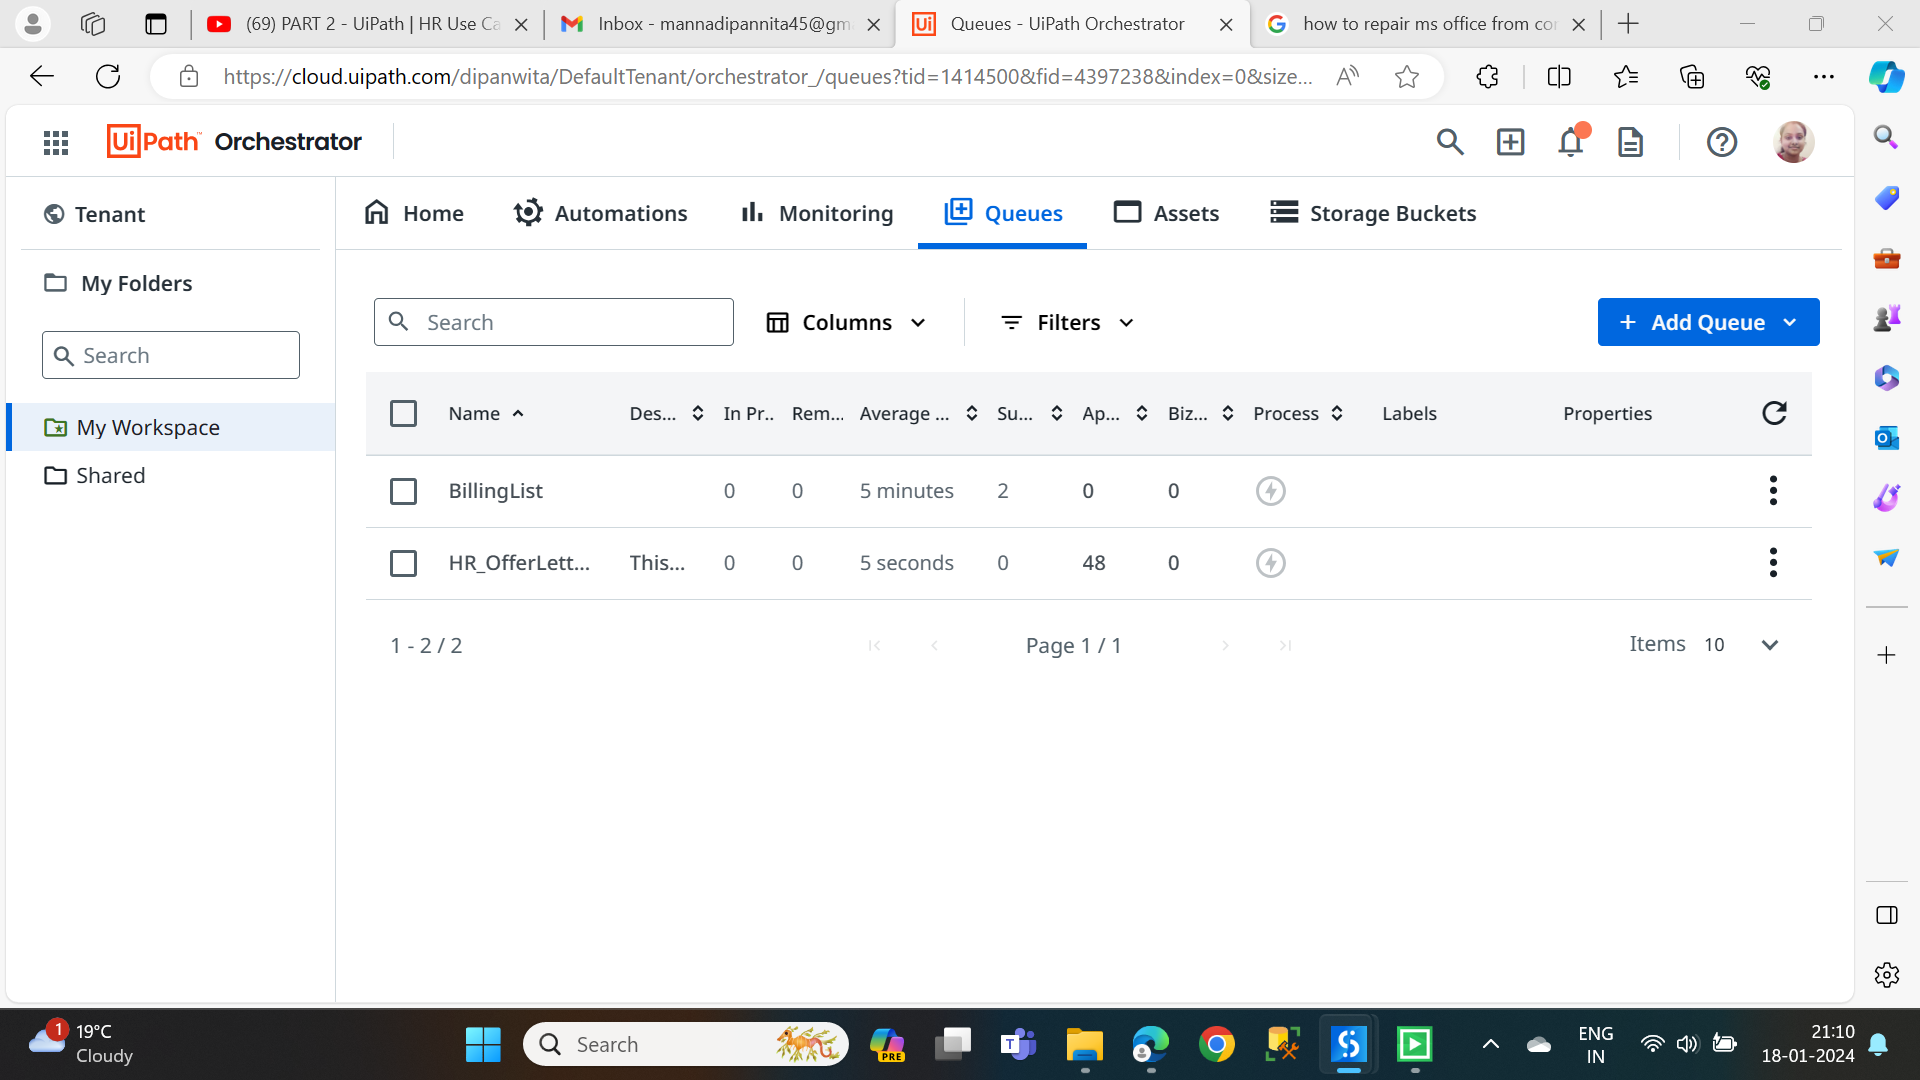 (69) PART 2 - UiPath | HR Use Ca
Inbox - mannadipannita45@gm
Queues - UiPath Orchestrator
how to repair ms office from con
https://cloud.uipath.com/dipanwita/DefaultTenant/orchestrator_/queues?tid=1414500&fid=4397238&index=0&size...
UiPath™ Orchestrator
Tenant
Home
Automations
Monitoring
Queues
Assets
Storage Buckets
My Folders
Search
My Workspace
Shared
Search
Columns
Filters
+ Add Queue
Name
Des...
In Pr..
Rem...
Average ...
Su...
Ap...
Biz...
Process
Labels
Properties
BillingList 0 0 5 minutes 2 0 0
HR_OfferLett... This... 0 0 5 seconds 0 48 0
1 - 2 / 2
Page 1 / 1
Items 10
1
19°C
Cloudy
Search
PRE
ENG
IN
21:10
18-01-2024